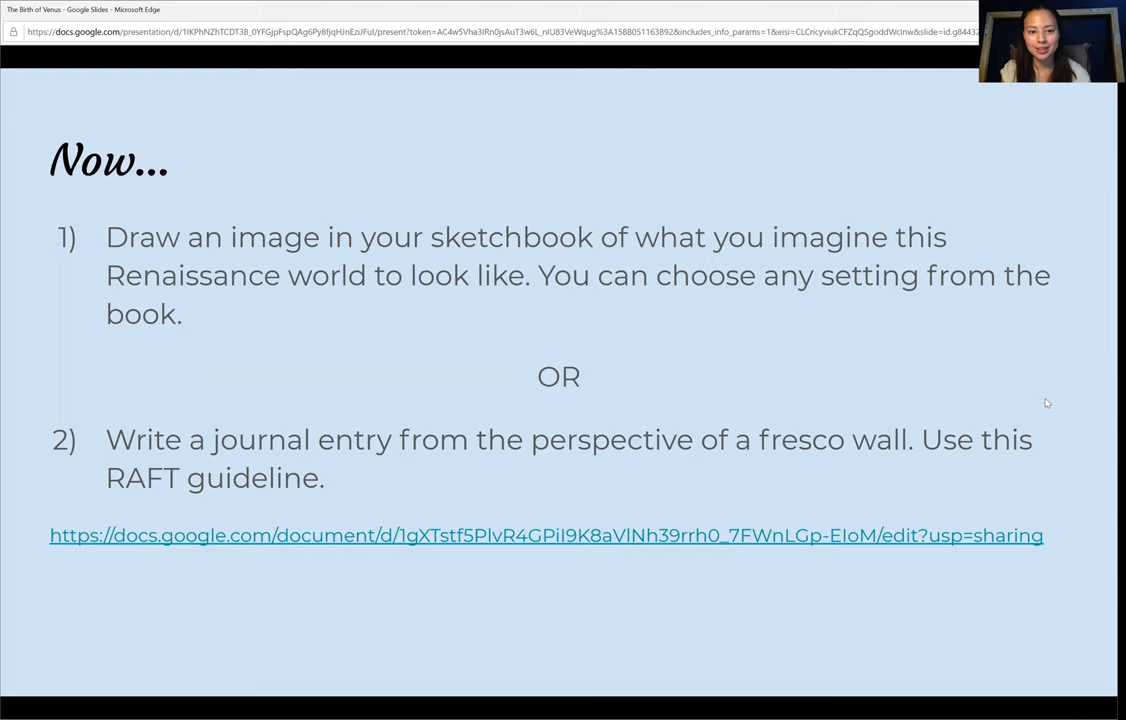 The Birth of Venus - Google Slides - Microsoft Edge
Now...
1) Draw an image in your sketchbook of what you imagine this
Renaissance world to look like. You can choose any setting from the
book.
OR
2) Write a journal entry from the perspective of a fresco wall. Use this
RAFT guideline.
https://docs.google.com/document/d/1gXTstf5PlvR4GPiI9K8aVlNh39rrh0_7FWnLGp-EIoM/edit?usp=sharing